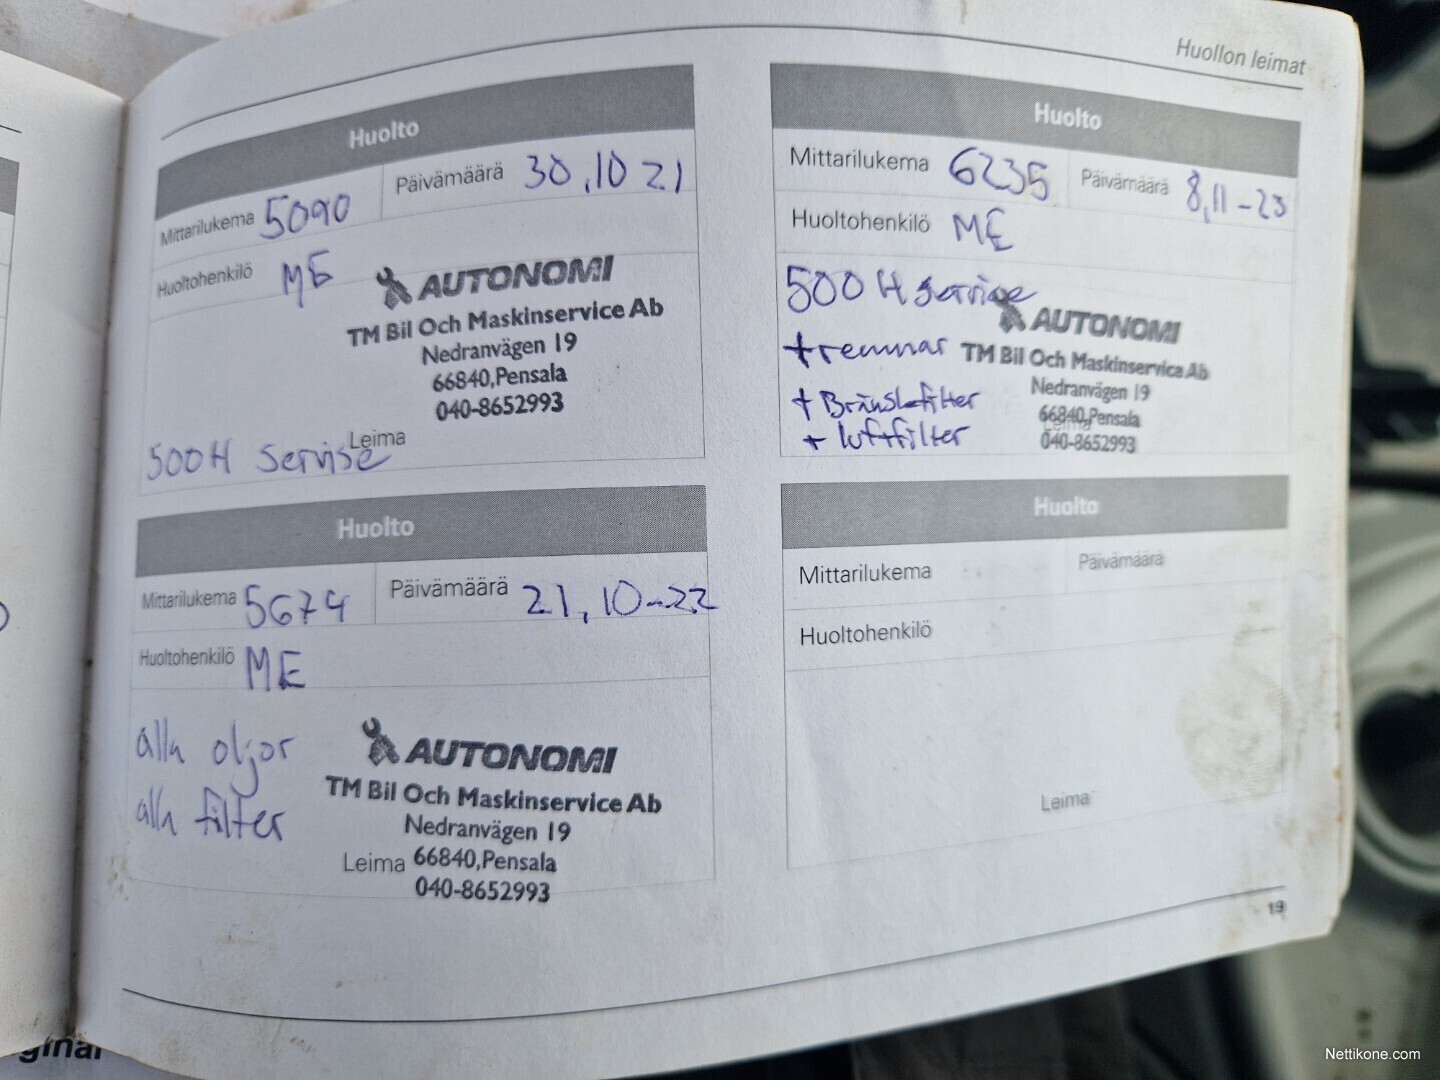 Huollon leimat
Huolto
Mittarilukema 5090 Päivämäärä 30,10 21
Huoltohenkilö ME
AUTONOMI
TM Bil Och Maskinservice Ab
Nedranvägen 19
66840,Pensala
040-8652993
Leima
500H Servise
Huolto
Mittarilukema 5674 Päivämäärä 21,10-22
Huoltohenkilö ME
alla oljor
alla filter
AUTONOMI
TM Bil Och Maskinservice Ab
Nedranvägen 19
Leima 66840,Pensala
040-8652993
Huolto
Mittarilukema 6235 Päivämäärä 8,11-23
Huoltohenkilö ME
500 H servise
+remmar
+ Bränslefilter
+ luftfilter
AUTONOMI
TM Bil Och Maskinservice Ab
Nedranvägen 19
66840,Pensala
Leima
040-8652993
Huolto
Mittarilukema Päivämäärä
Huoltohenkilö
Leima
19
ginal
Nettikone.com